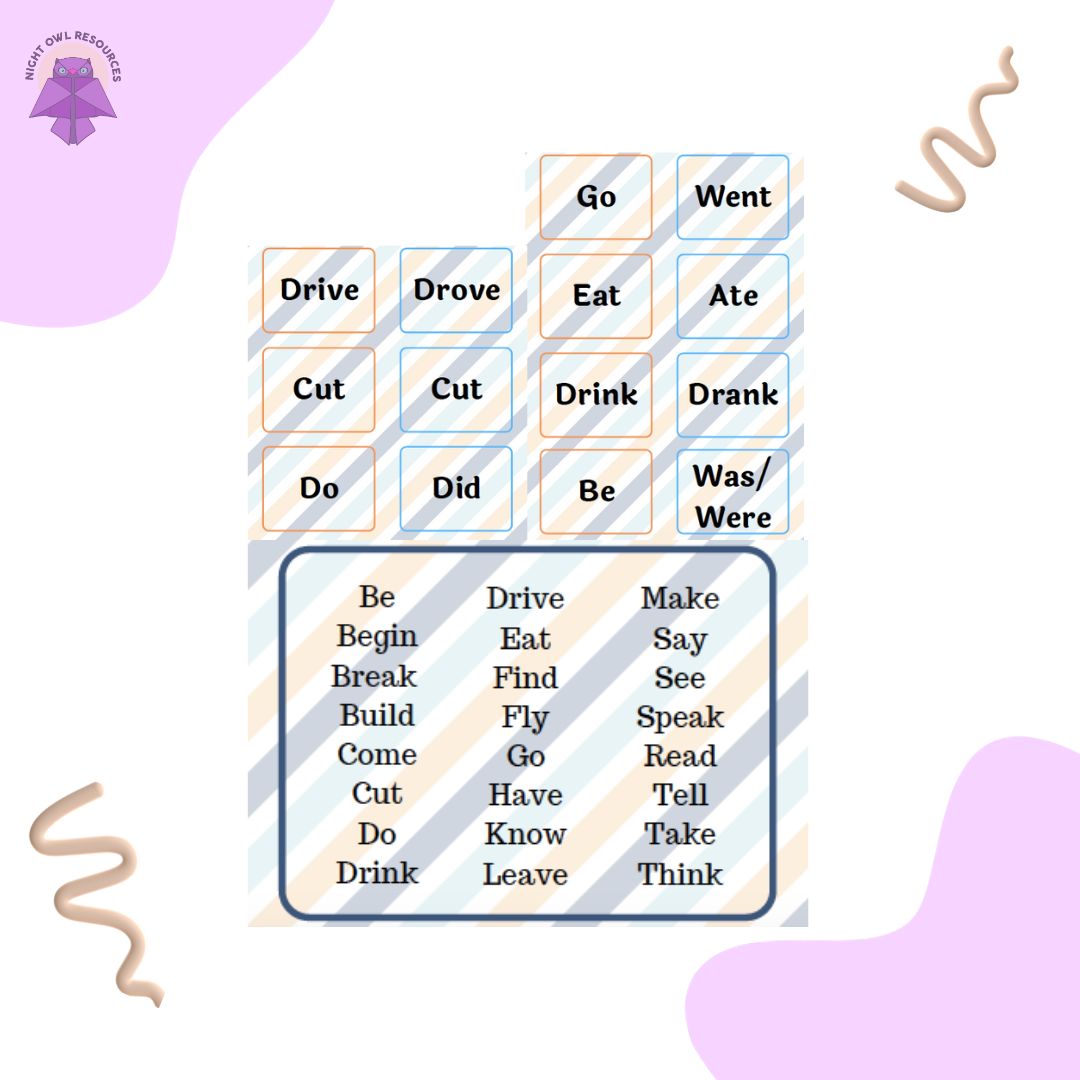 NIGHT OWL RESOURCES
Go
Went
Drive
Drove
Eat
Ate
Cut
Cut
Drink
Drank
Do
Did
Be
Was/
Were
Be
Begin
Break
Build
Come
Cut
Do
Drink
Drive
Eat
Find
Fly
Go
Have
Know
Leave
Make
Say
See
Speak
Read
Tell
Take
Think